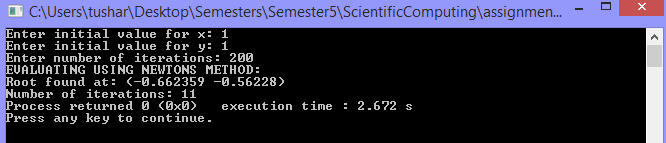 C:\Users\tushar\Desktop\Semesters\Semester5\ScientificComputing\assignmen...
Enter initial value for x: 1
Enter initial value for y: 1
Enter number of iterations: 200
EVALUATING USING NEWTONS METHOD:
Root found at: (-0.662359 -0.56228)
Number of iterations: 11
Process returned 0 (0x0)   execution time : 2.672 s
Press any key to continue.